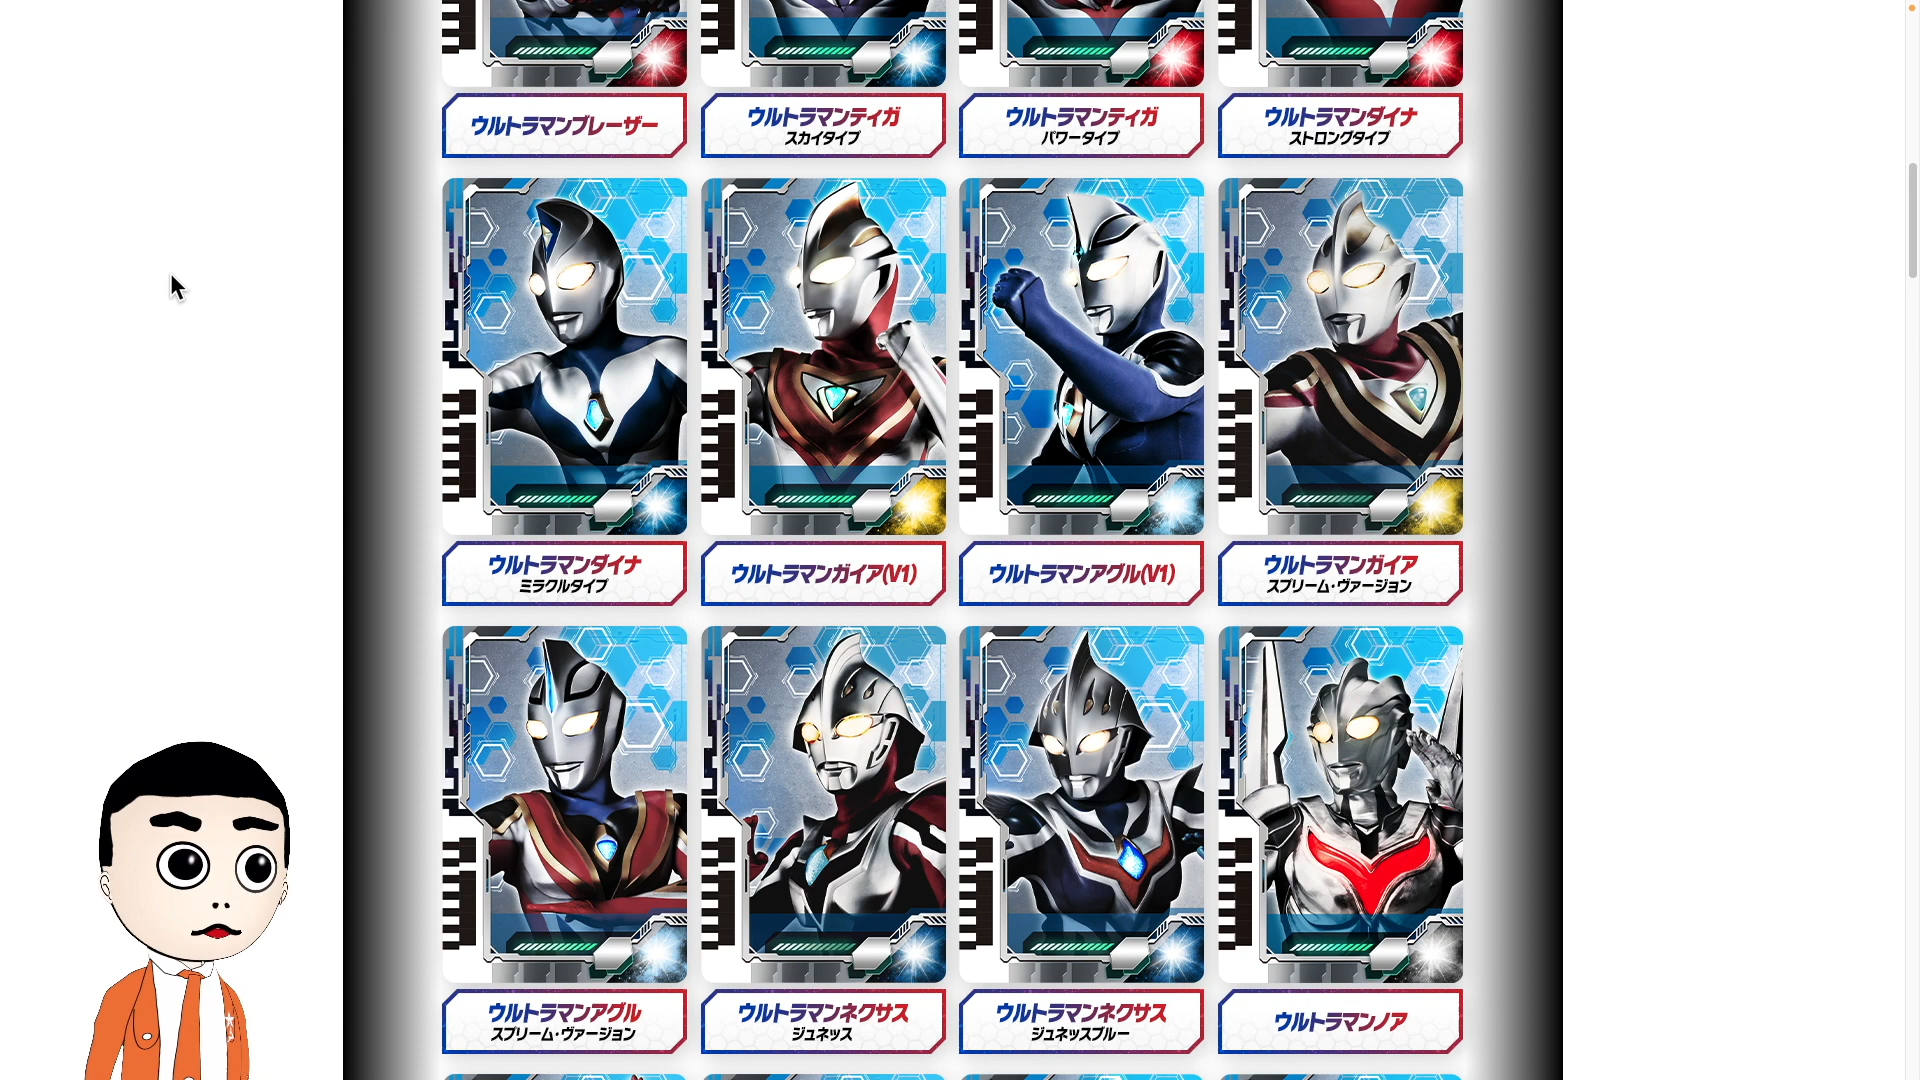 ウルトラマンブレーザー
ウルトラマンティガ
スカイタイプ
ウルトラマンティガ
パワータイプ
ウルトラマンダイナ
ストロングタイプ
ウルトラマンダイナ
ミラクルタイプ
ウルトラマンガイア(V1)
ウルトラマンアグル(V1)
ウルトラマンガイア
スプリーム・ヴァージョン
ウルトラマンアグル
スプリーム・ヴァージョン
ウルトラマンネクサス
ジュネッス
ウルトラマンネクサス
ジュネッスブルー
ウルトラマンノア